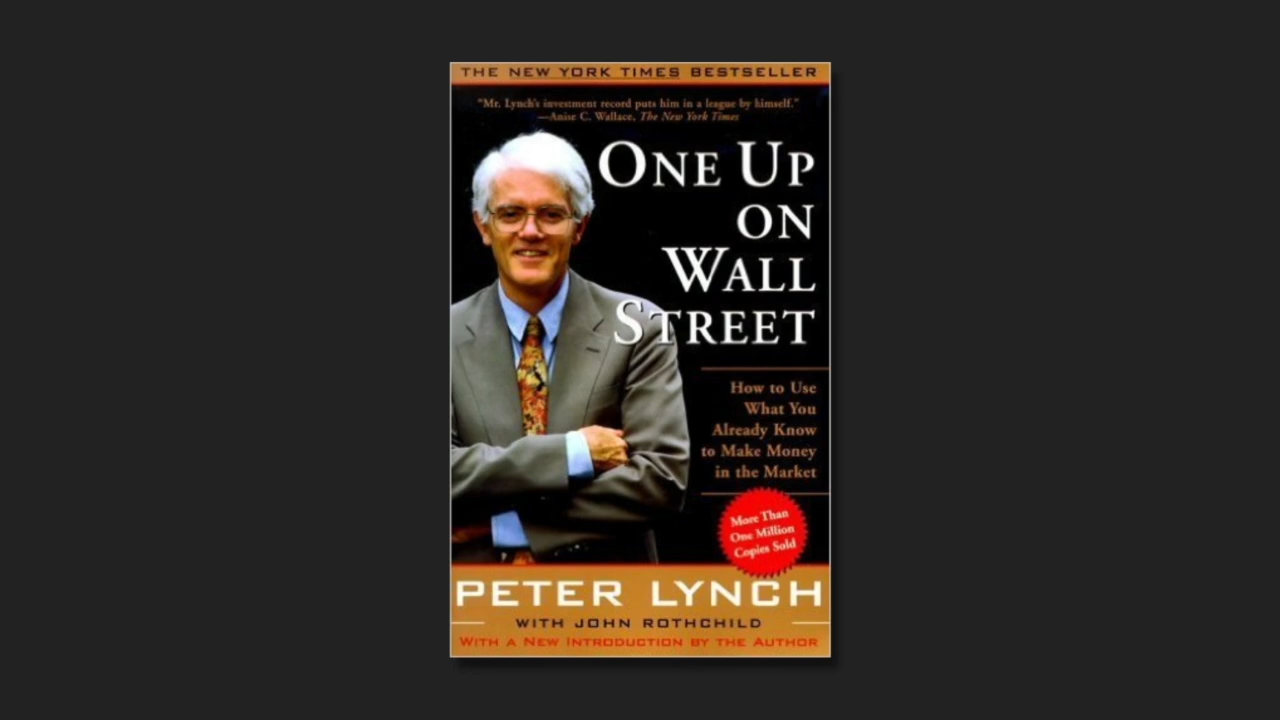 THE NEW YORK TIMES BESTSELLER
"Mr. Lynch's investment record puts him in a league by himself."
—Anise C. Wallace, The New York Times
ONE UP
ON
WALL
STREET
How to Use
What You
Already Know
to Make Money
in the Market
More Than
One Million
Copies Sold
PETER LYNCH
WITH JOHN ROTHCHILD
WITH A NEW INTRODUCTION BY THE AUTHOR